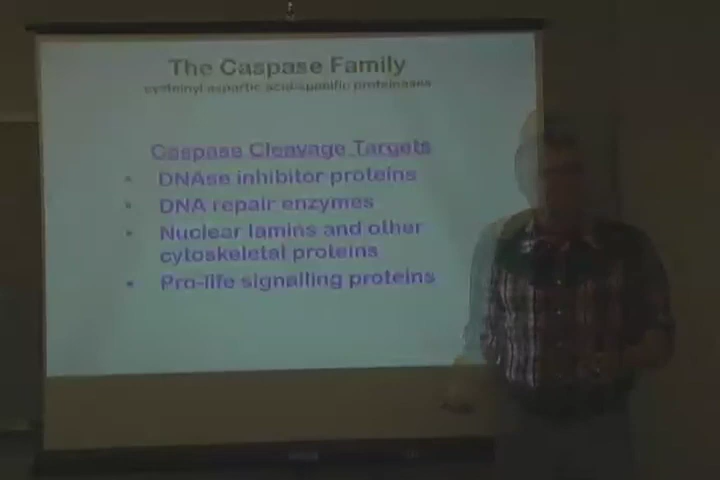 The Caspase Family
cysteinyl aspartic acid-specific proteinases
Caspase Cleavage Targets
• DNAse inhibitor proteins
• DNA repair enzymes
• Nuclear lamins and other
cytoskeletal proteins
• Pro-life signalling proteins